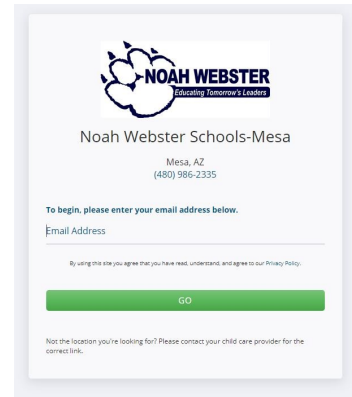 NOAH WEBSTER
Educating Tomorrow's Leaders
Noah Webster Schools-Mesa
Mesa, AZ
(480) 986-2335
To begin, please enter your email address below.
Email Address
By using this site you agree that you have read, understand, and agree to our Privacy Policy.
GO
Not the location you're looking for? Please contact your child care provider for the
correct link.